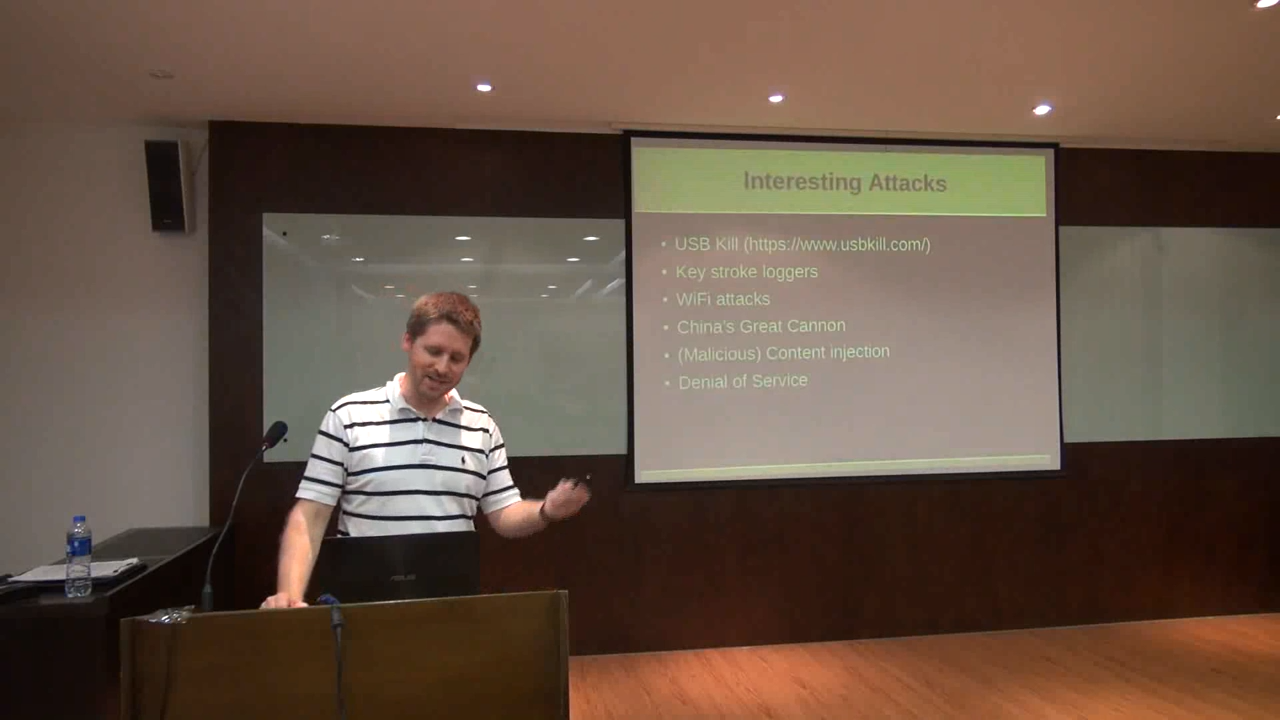 Interesting Attacks
• USB Kill (https://www.usbkill.com/)
• Key stroke loggers
• WiFi attacks
• China's Great Cannon
• (Malicious) Content injection
• Denial of Service
ASUS